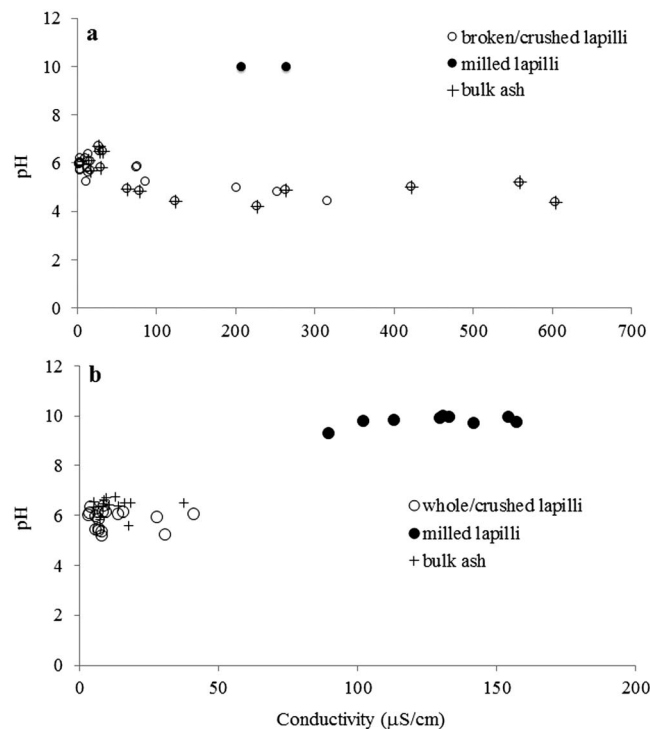 a
12
10
8
6
4
2
0
pH
0 100 200 300 400 500 600 700
broken/crushed lapilli
milled lapilli
bulk ash
b
12
10
8
6
4
2
0
pH
whole/crushed lapilli
milled lapilli
bulk ash
0 50 100 150 200
Conductivity (µS/cm)